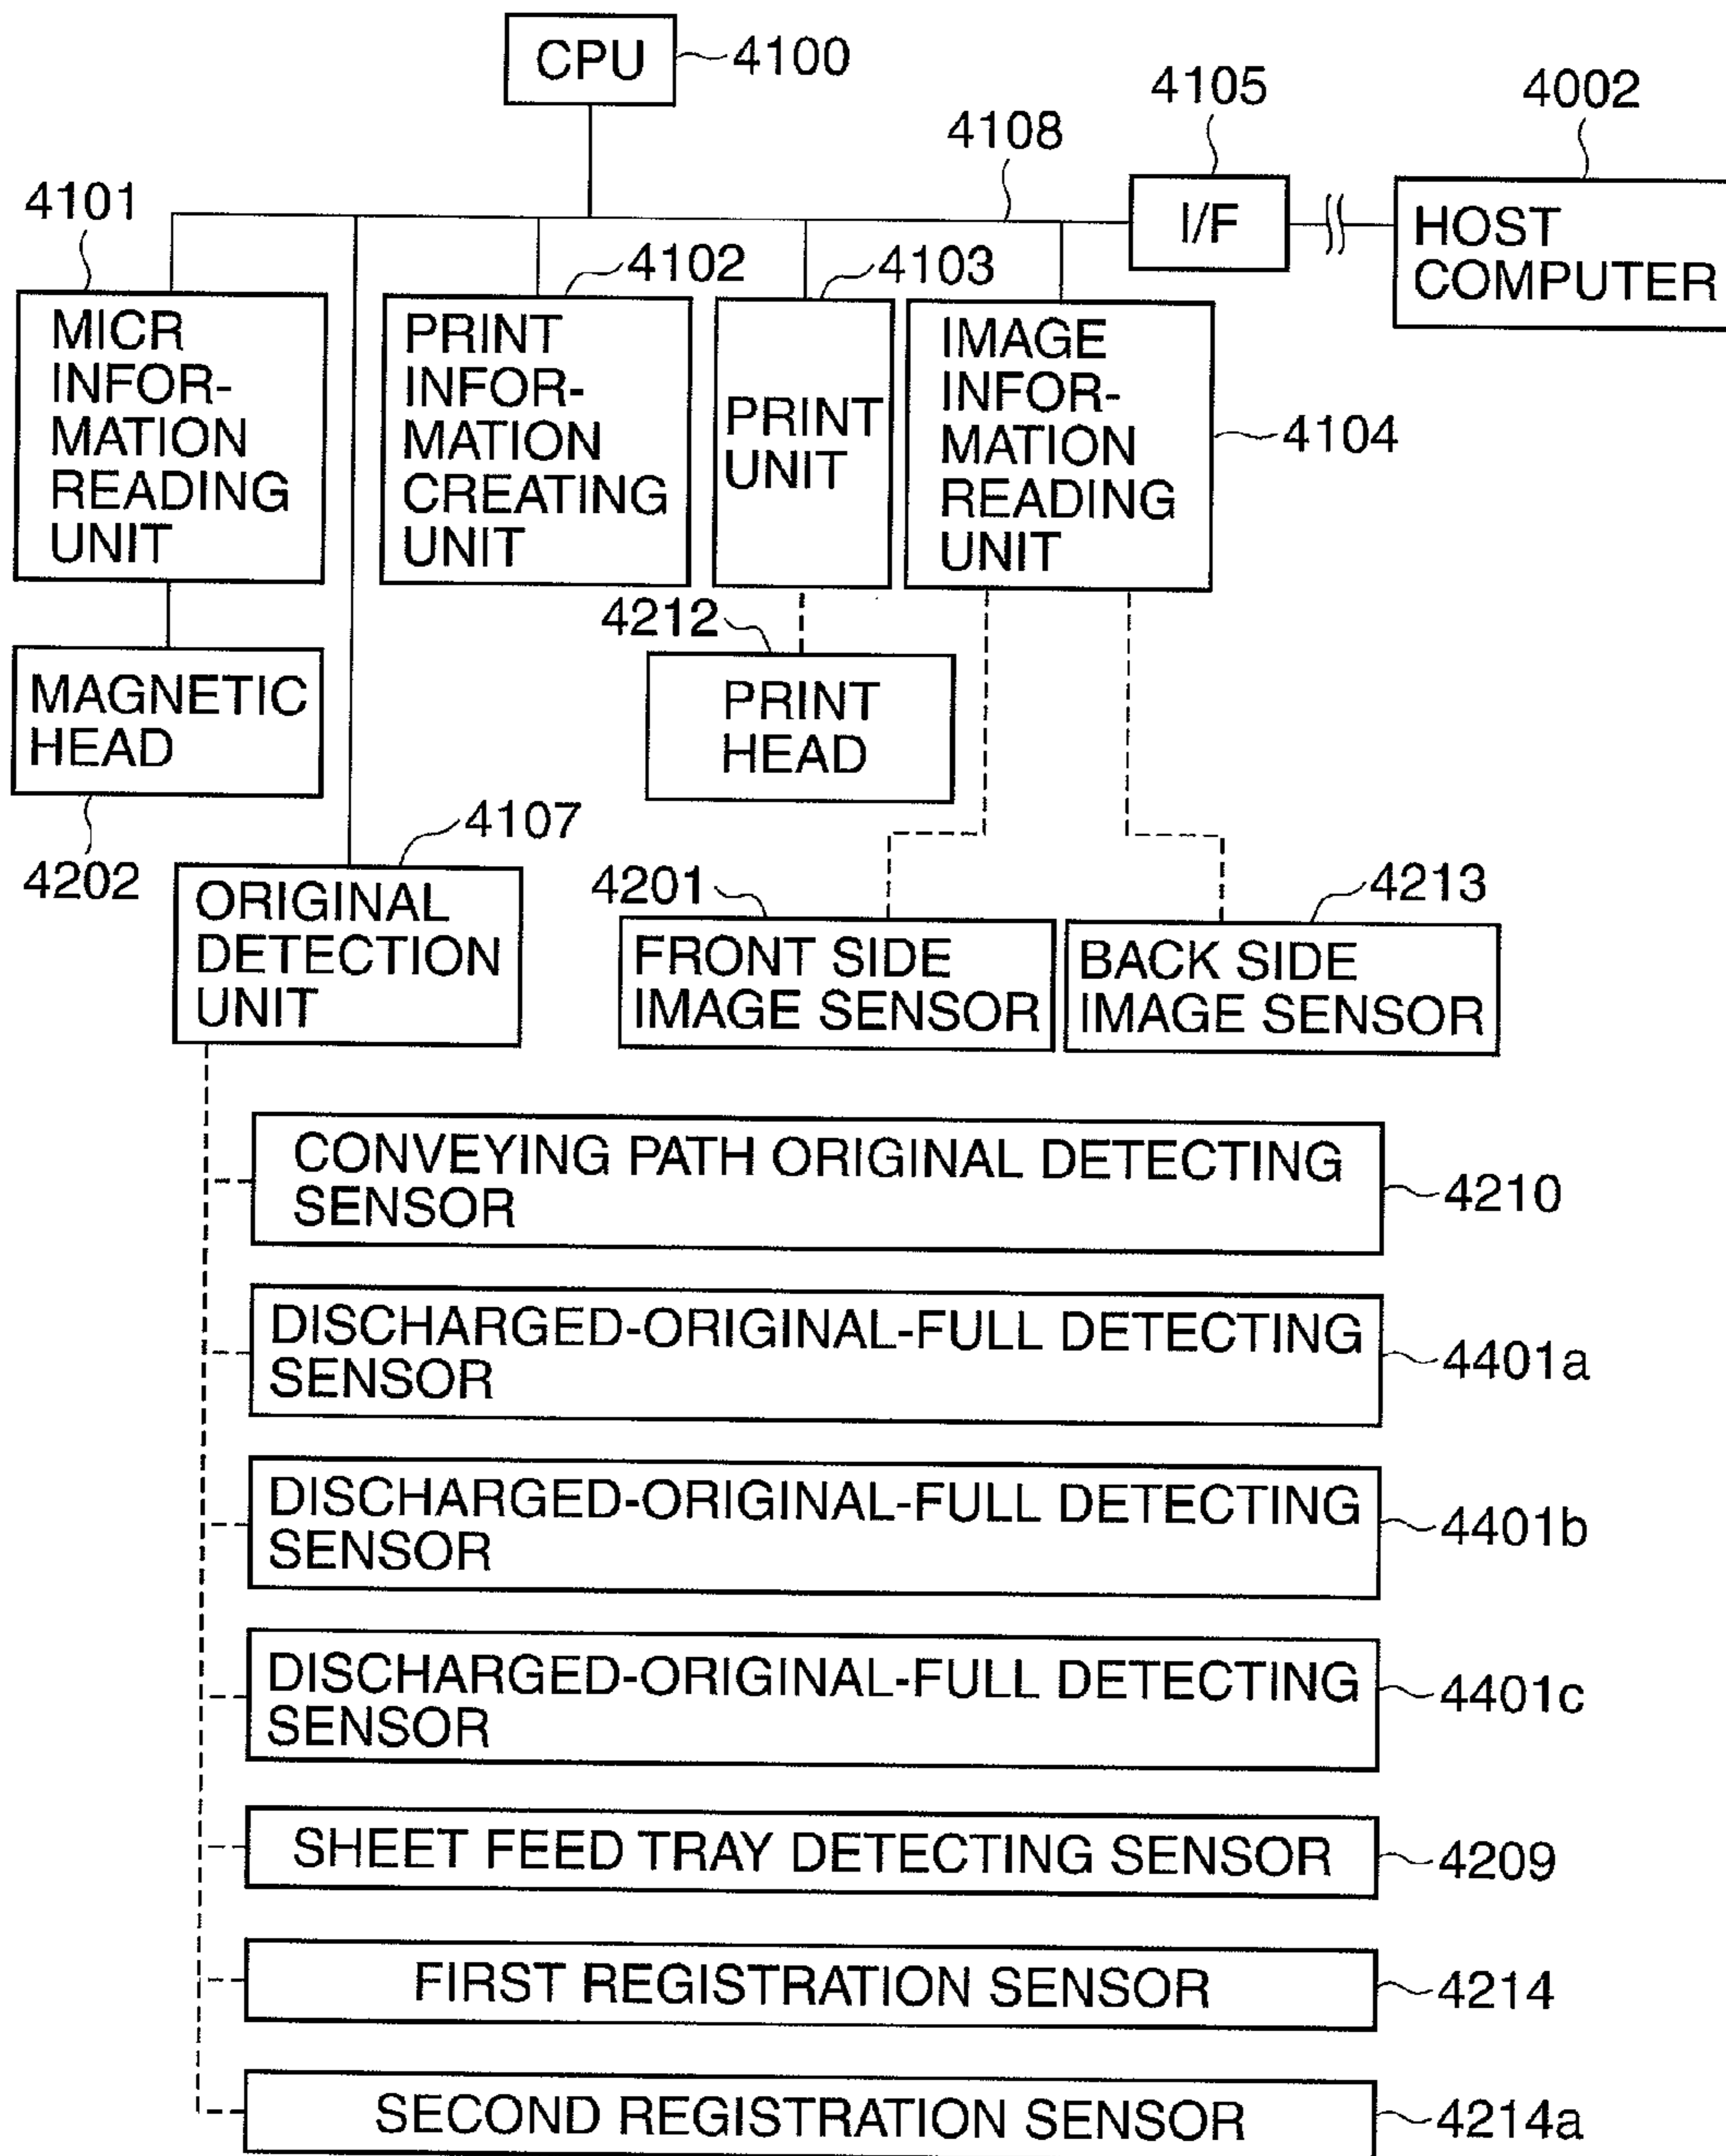 CPU
4100
4105
4002
4108
4101
I/F
HOST
COMPUTER
4102
4103
MICR
INFOR-
MATION
READING
UNIT
PRINT
INFOR-
MATION
CREATING
UNIT
PRINT
UNIT
IMAGE
INFOR-
MATION
READING
UNIT
4104
4212
MAGNETIC
HEAD
PRINT
HEAD
4202
4107
4201
4213
ORIGINAL
DETECTION
UNIT
FRONT SIDE
IMAGE SENSOR
BACK SIDE
IMAGE SENSOR
CONVEYING PATH ORIGINAL DETECTING
SENSOR
4210
DISCHARGED-ORIGINAL-FULL DETECTING
SENSOR
4401a
DISCHARGED-ORIGINAL-FULL DETECTING
SENSOR
4401b
DISCHARGED-ORIGINAL-FULL DETECTING
SENSOR
4401c
SHEET FEED TRAY DETECTING SENSOR
4209
FIRST REGISTRATION SENSOR
4214
SECOND REGISTRATION SENSOR
4214a